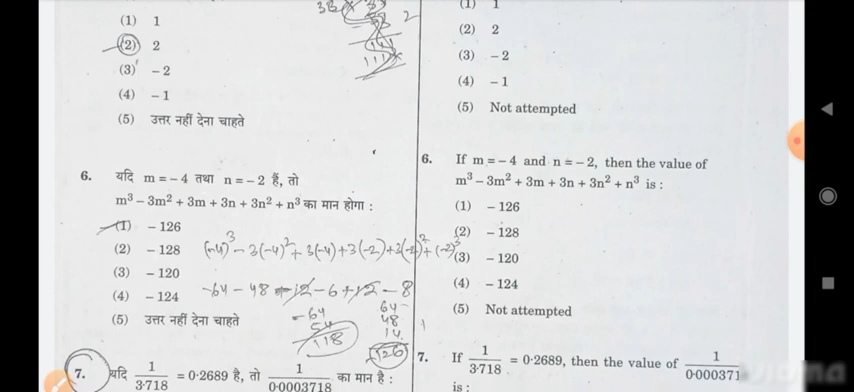 (1) 1
(2) 2
(3) - 2
(4) - 1
(5) उत्तर नहीं देना चाहते
6. यदि m = - 4 तथा n = - 2 हैं, तो
m³ - 3m² + 3m + 3n + 3n² + n³ का मान होगा :
(1) - 126
(2) - 128
(3) - 120
(4) - 124
(5) उत्तर नहीं देना चाहते
(-4)³ - 3(-4)² + 3(-4) + 3(-2) + 3(-2)² + (-2)³
-64 - 48 - 12 - 6 + 12 - 8
-64
54
118
64
48
14
-126
7. यदि 1/3·718 = 0·2689 है, तो 1/0·0003718 का मान है :
(1) 1
(2) 2
(3) - 2
(4) - 1
(5) Not attempted
6. If m = - 4 and n = - 2, then the value of
m³ - 3m² + 3m + 3n + 3n² + n³ is :
(1) - 126
(2) - 128
(3) - 120
(4) - 124
(5) Not attempted
7. If 1/3·718 = 0·2689, then the value of 1/0·000371
is :